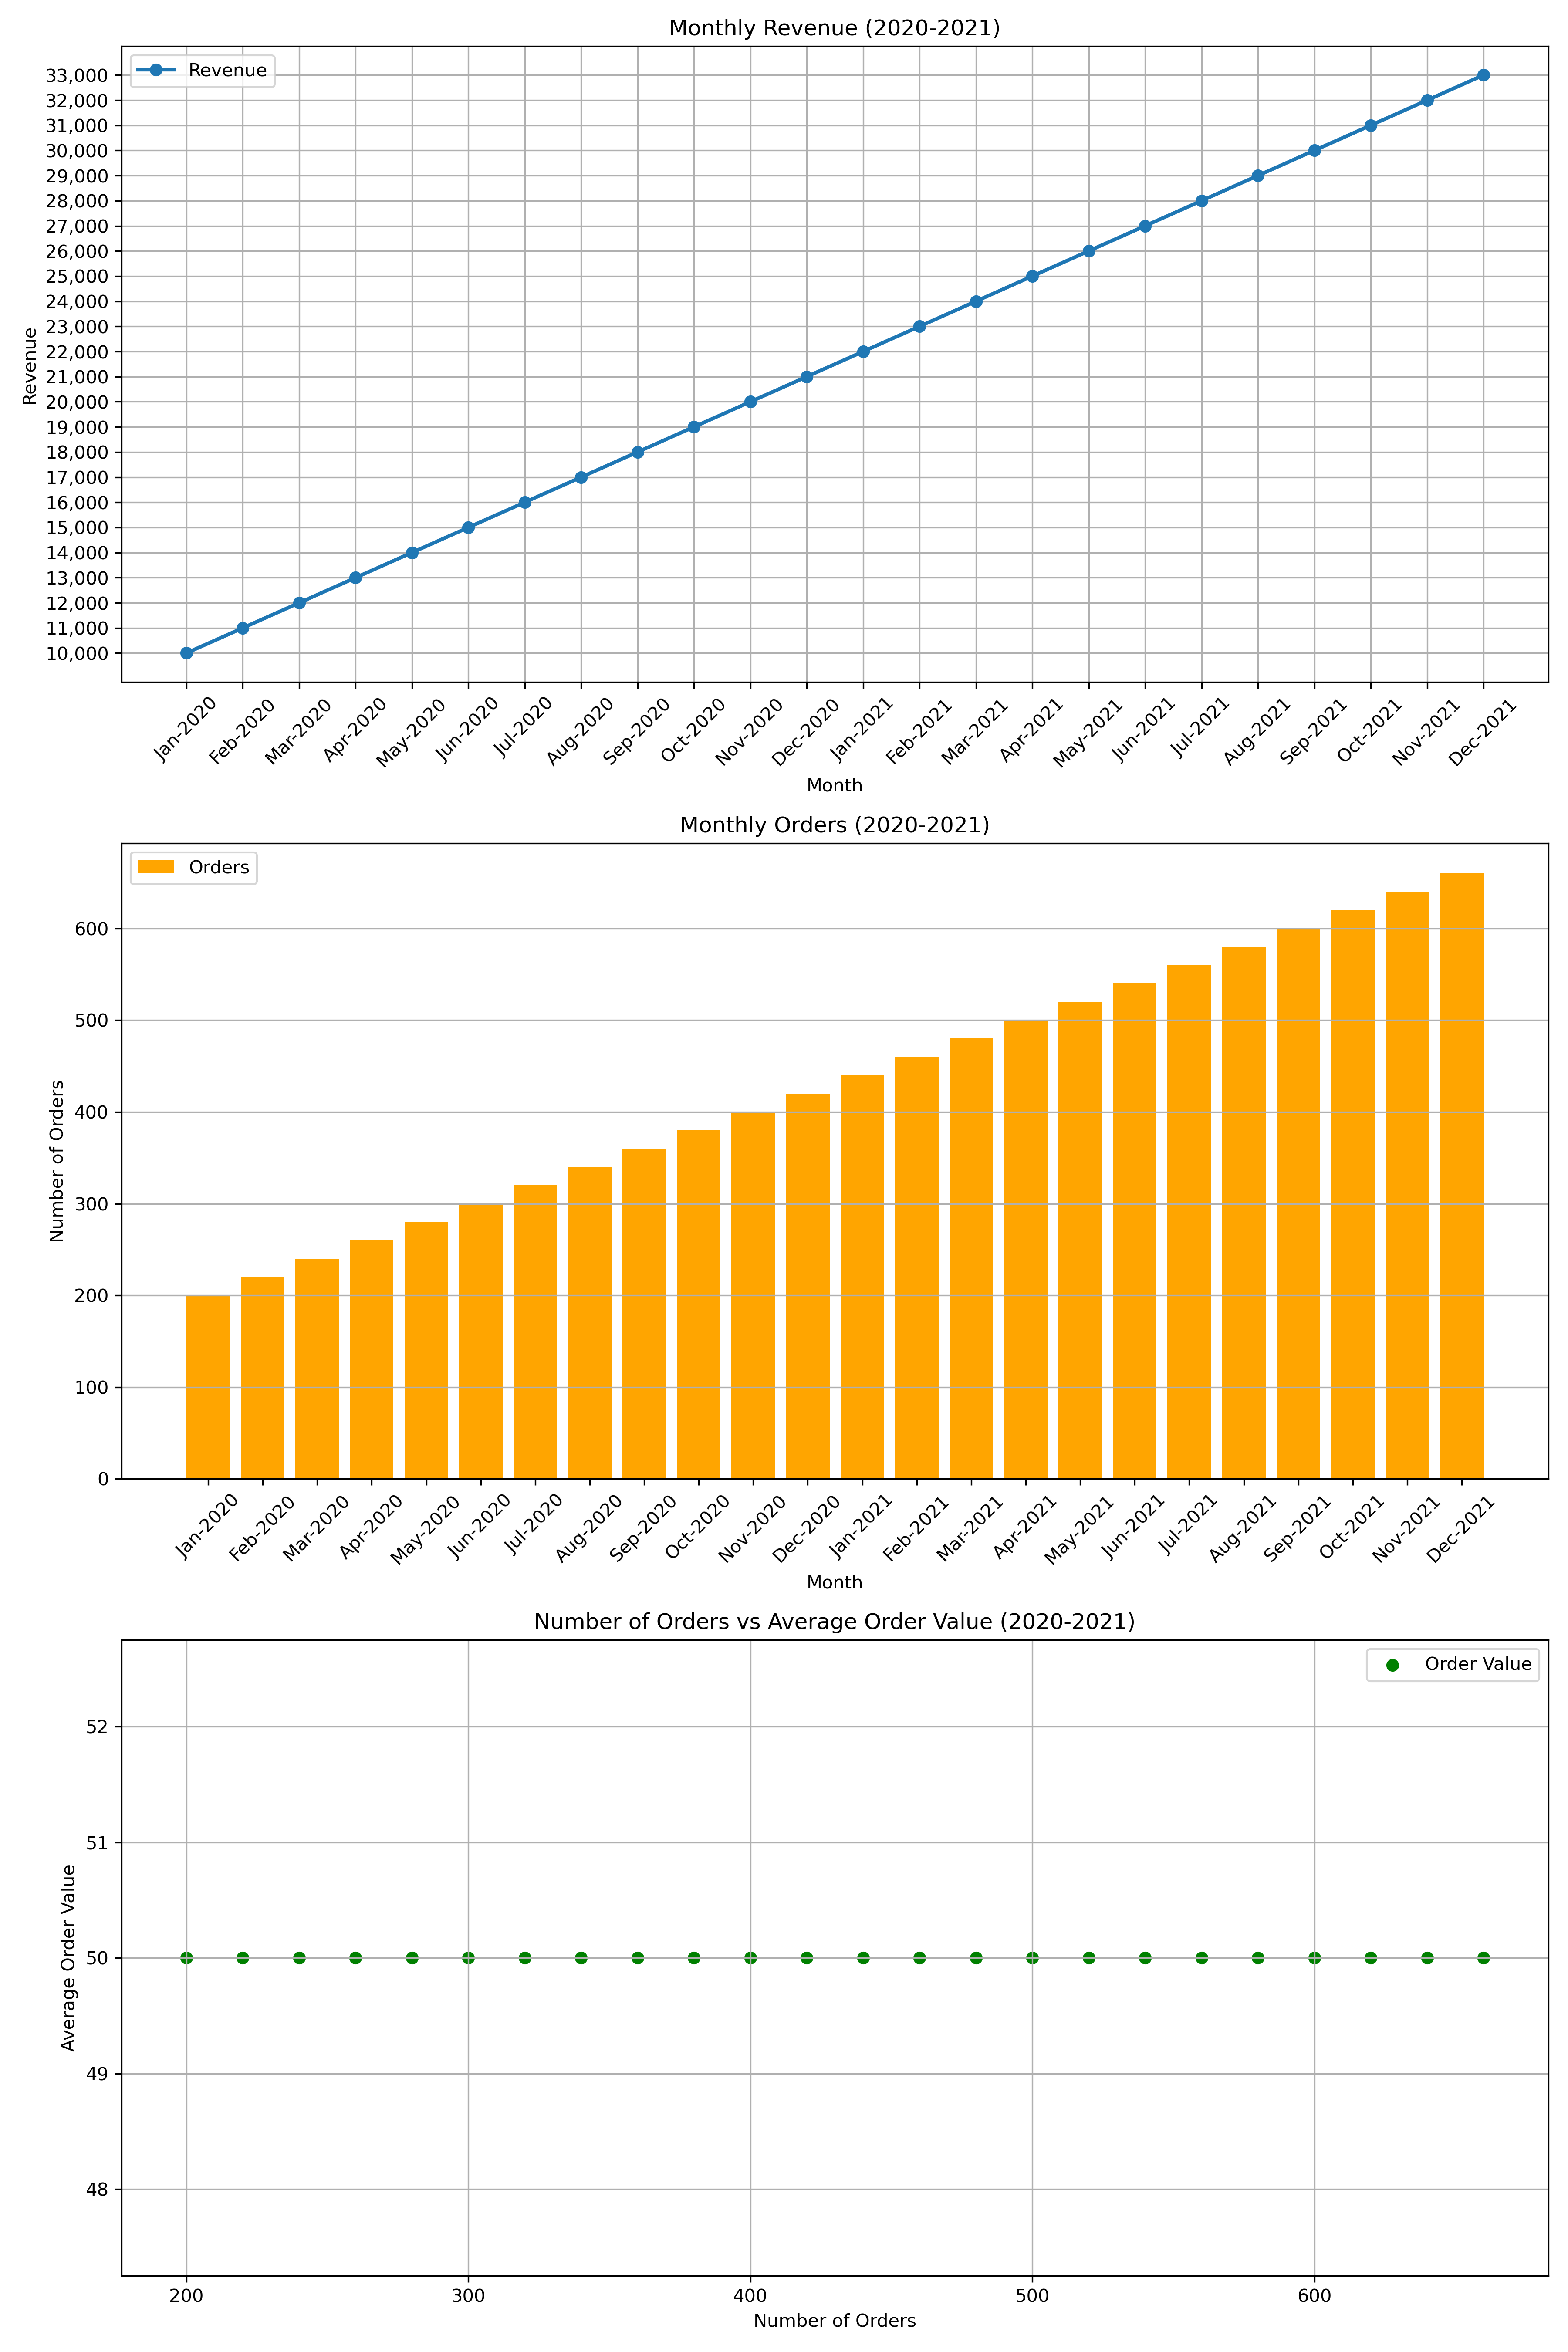 Monthly Revenue (2020-2021)
Revenue
33,000
32,000
31,000
30,000
29,000
28,000
27,000
26,000
25,000
24,000
23,000
22,000
21,000
20,000
19,000
18,000
17,000
16,000
15,000
14,000
13,000
12,000
11,000
10,000
Revenue
Jan-2020 Feb-2020 Mar-2020 Apr-2020 May-2020 Jun-2020 Jul-2020 Aug-2020 Sep-2020 Oct-2020 Nov-2020 Dec-2020 Jan-2021 Feb-2021 Mar-2021 Apr-2021 May-2021 Jun-2021 Jul-2021 Aug-2021 Sep-2021 Oct-2021 Nov-2021 Dec-2021
Month
Monthly Orders (2020-2021)
Orders
600
500
400
300
200
100
0
Number of Orders
Jan-2020 Feb-2020 Mar-2020 Apr-2020 May-2020 Jun-2020 Jul-2020 Aug-2020 Sep-2020 Oct-2020 Nov-2020 Dec-2020 Jan-2021 Feb-2021 Mar-2021 Apr-2021 May-2021 Jun-2021 Jul-2021 Aug-2021 Sep-2021 Oct-2021 Nov-2021 Dec-2021
Month
Number of Orders vs Average Order Value (2020-2021)
Order Value
52
51
50
49
48
Average Order Value
200 300 400 500 600
Number of Orders